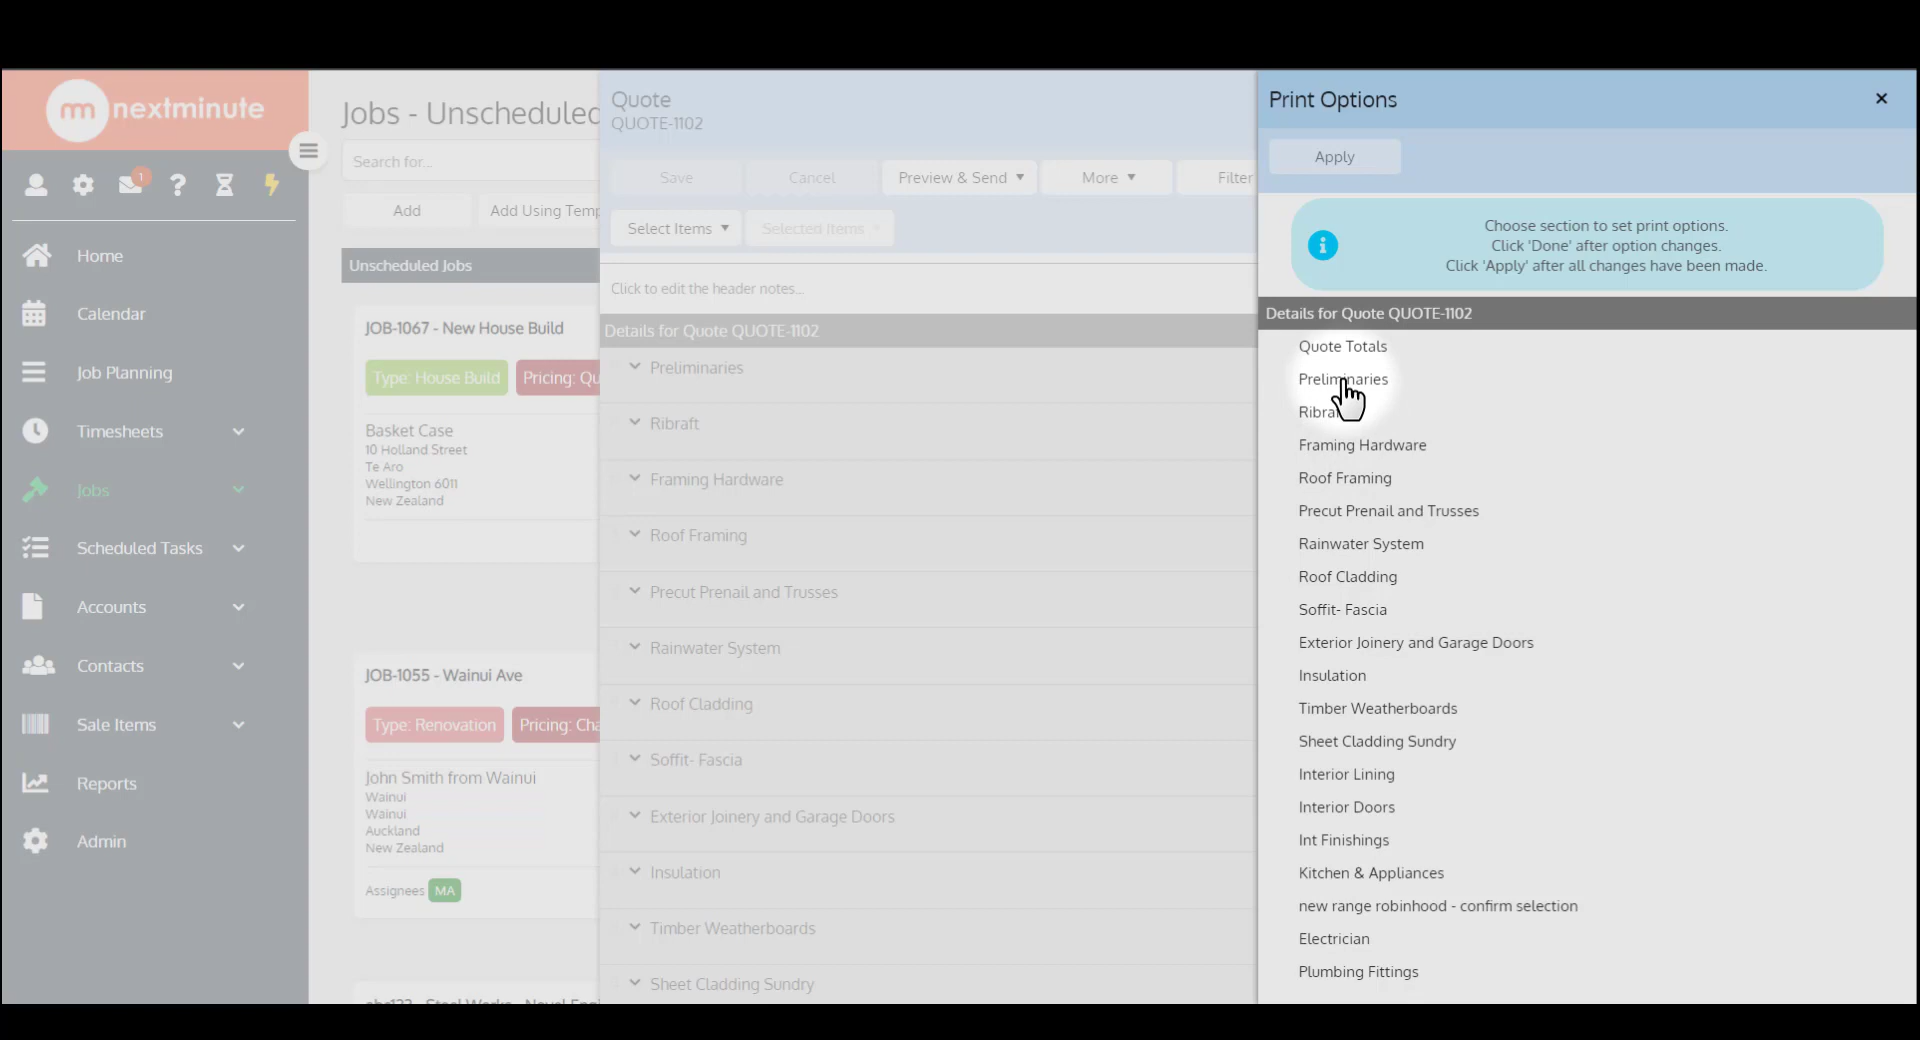 nextminute
1
Home
Calendar
Job Planning
Timesheets
Jobs
Scheduled Tasks
Accounts
Contacts
Sale Items
Reports
Admin
Jobs - Unscheduled
Search for...
Add
Add Using Temp
Unscheduled Jobs
JOB-1067 - New House Build
Type: House Build
Pricing: Qu
Basket Case
10 Holland Street
Te Aro
Wellington 6011
New Zealand
JOB-1055 - Wainui Ave
Type: Renovation
Pricing: Cha
John Smith from Wainui
Wainui
Wainui
Auckland
New Zealand
Assignees MA
Quote
QUOTE-1102
Save
Cancel
Preview & Send
More
Filter
Select Items
Selected Items
Click to edit the header notes...
Details for Quote QUOTE-1102
Preliminaries
Ribraft
Framing Hardware
Roof Framing
Precut Prenail and Trusses
Rainwater System
Roof Cladding
Soffit- Fascia
Exterior Joinery and Garage Doors
Insulation
Timber Weatherboards
Sheet Cladding Sundry
Print Options
Apply
Choose section to set print options.
Click 'Done' after option changes.
Click 'Apply' after all changes have been made.
Details for Quote QUOTE-1102
Quote Totals
Preliminaries
Ribra
Framing Hardware
Roof Framing
Precut Prenail and Trusses
Rainwater System
Roof Cladding
Soffit- Fascia
Exterior Joinery and Garage Doors
Insulation
Timber Weatherboards
Sheet Cladding Sundry
Interior Lining
Interior Doors
Int Finishings
Kitchen & Appliances
new range robinhood - confirm selection
Electrician
Plumbing Fittings